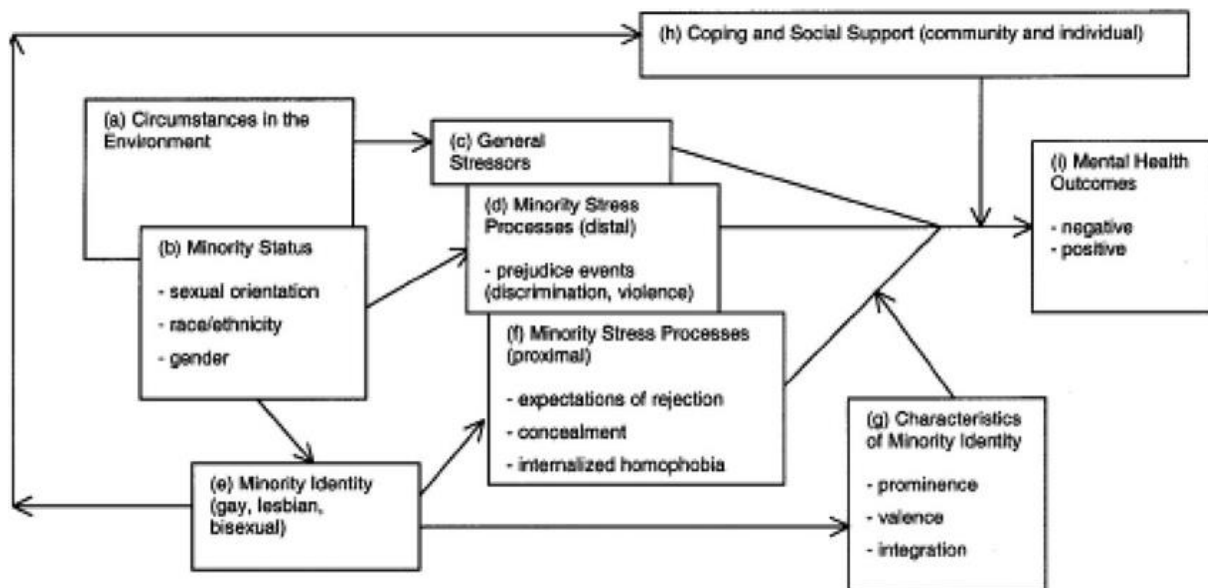 (h) Coping and Social Support (community and individual)
(a) Circumstances in the
Environment
(c) General
Stressors
(i) Mental Health
Outcomes
- negative
- positive
(d) Minority Stress
Processes (distal)
- prejudice events
(discrimination, violence)
(b) Minority Status
- sexual orientation
- race/ethnicity
- gender
(f) Minority Stress Processes
(proximal)
- expectations of rejection
- concealment
- internalized homophobia
(g) Characteristics
of Minority Identity
- prominence
- valence
- integration
(e) Minority Identity
(gay, lesbian,
bisexual)